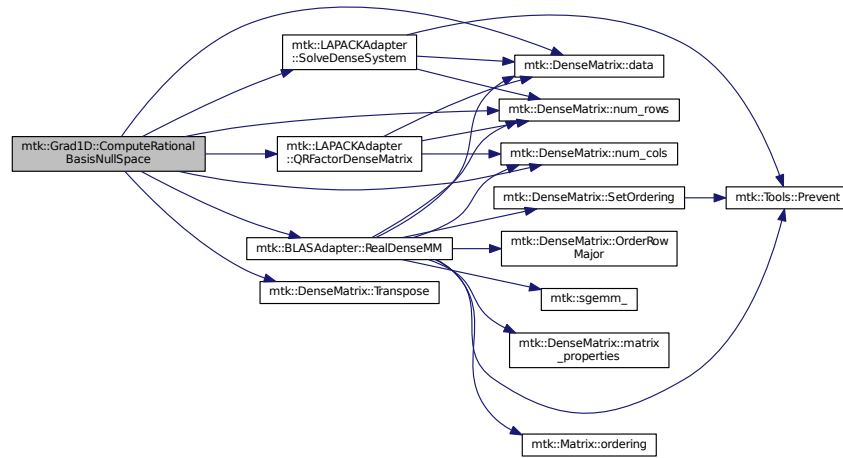 mtk::Grad1D::ComputeRational
BasisNullSpace
mtk::LAPACKAdapter
::SolveDenseSystem
mtk::DenseMatrix::data
mtk::DenseMatrix::num_rows
mtk::LAPACKAdapter
::QRFactorDenseMatrix
mtk::DenseMatrix::num_cols
mtk::DenseMatrix::SetOrdering
mtk::Tools::Prevent
mtk::BLASAdapter::RealDenseMM
mtk::DenseMatrix::OrderRow
Major
mtk::DenseMatrix::Transpose
mtk::sgemm_
mtk::DenseMatrix::matrix
_properties
mtk::Matrix::ordering